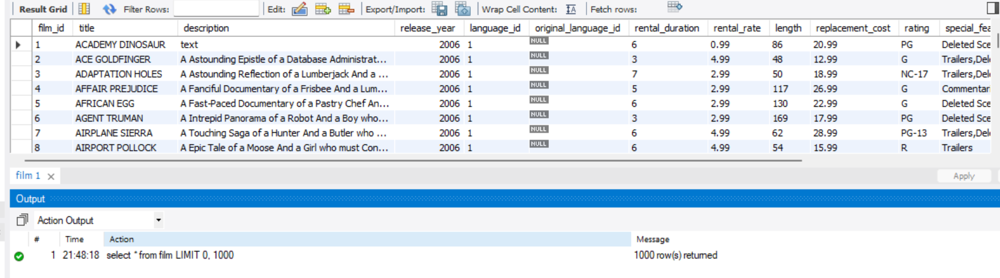 Result Grid Filter Rows: Edit: Export/Import: Wrap Cell Content: IA Fetch rows:
film_id title description release_year language_id original_language_id rental_duration rental_rate length replacement_cost rating special_fea
1 ACADEMY DINOSAUR text 2006 1 NULL 6 0.99 86 20.99 PG Deleted Sce
2 ACE GOLDFINGER A Astounding Epistle of a Database Administrat... 2006 1 NULL 3 4.99 48 12.99 G Trailers,Dele
3 ADAPTATION HOLES A Astounding Reflection of a Lumberjack And a ... 2006 1 NULL 7 2.99 50 18.99 NC-17 Trailers,Dele
4 AFFAIR PREJUDICE A Fanciful Documentary of a Frisbee And a Lum... 2006 1 NULL 5 2.99 117 26.99 G Commentari
5 AFRICAN EGG A Fast-Paced Documentary of a Pastry Chef An... 2006 1 NULL 6 2.99 130 22.99 G Deleted Sce
6 AGENT TRUMAN A Intrepid Panorama of a Robot And a Boy who... 2006 1 NULL 3 2.99 169 17.99 PG Deleted Sce
7 AIRPLANE SIERRA A Touching Saga of a Hunter And a Butler who ... 2006 1 NULL 6 4.99 62 28.99 PG-13 Trailers,Dele
8 AIRPORT POLLOCK A Epic Tale of a Moose And a Girl who must Con... 2006 1 NULL 6 4.99 54 15.99 R Trailers
film 1 Apply
Output
Action Output
# Time Action Message
1 21:48:18 select * from film LIMIT 0, 1000 1000 row(s) returned